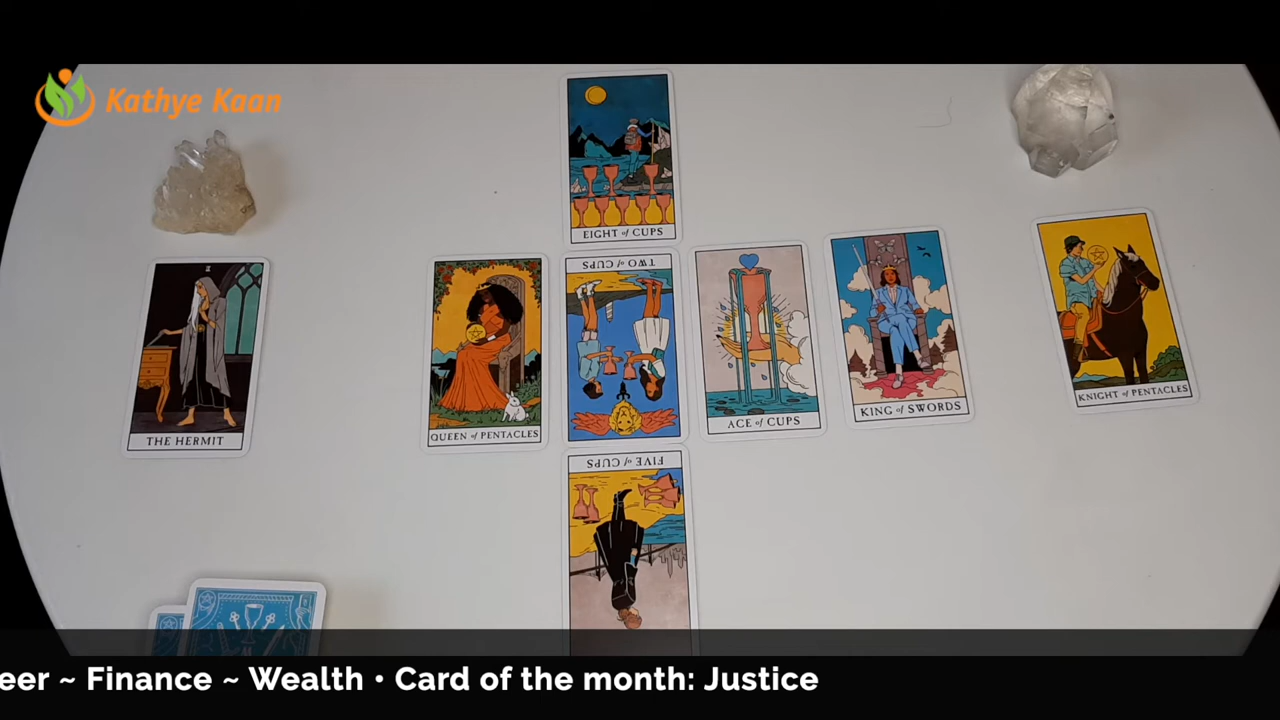 Kathye Kaan
EIGHT of CUPS
TWO of CUPS
THE HERMIT
QUEEN of PENTACLES
ACE of CUPS
KING of SWORDS
KNIGHT of PENTACLES
FIVE of CUPS
eer ~ Finance ~ Wealth • Card of the month: Justice